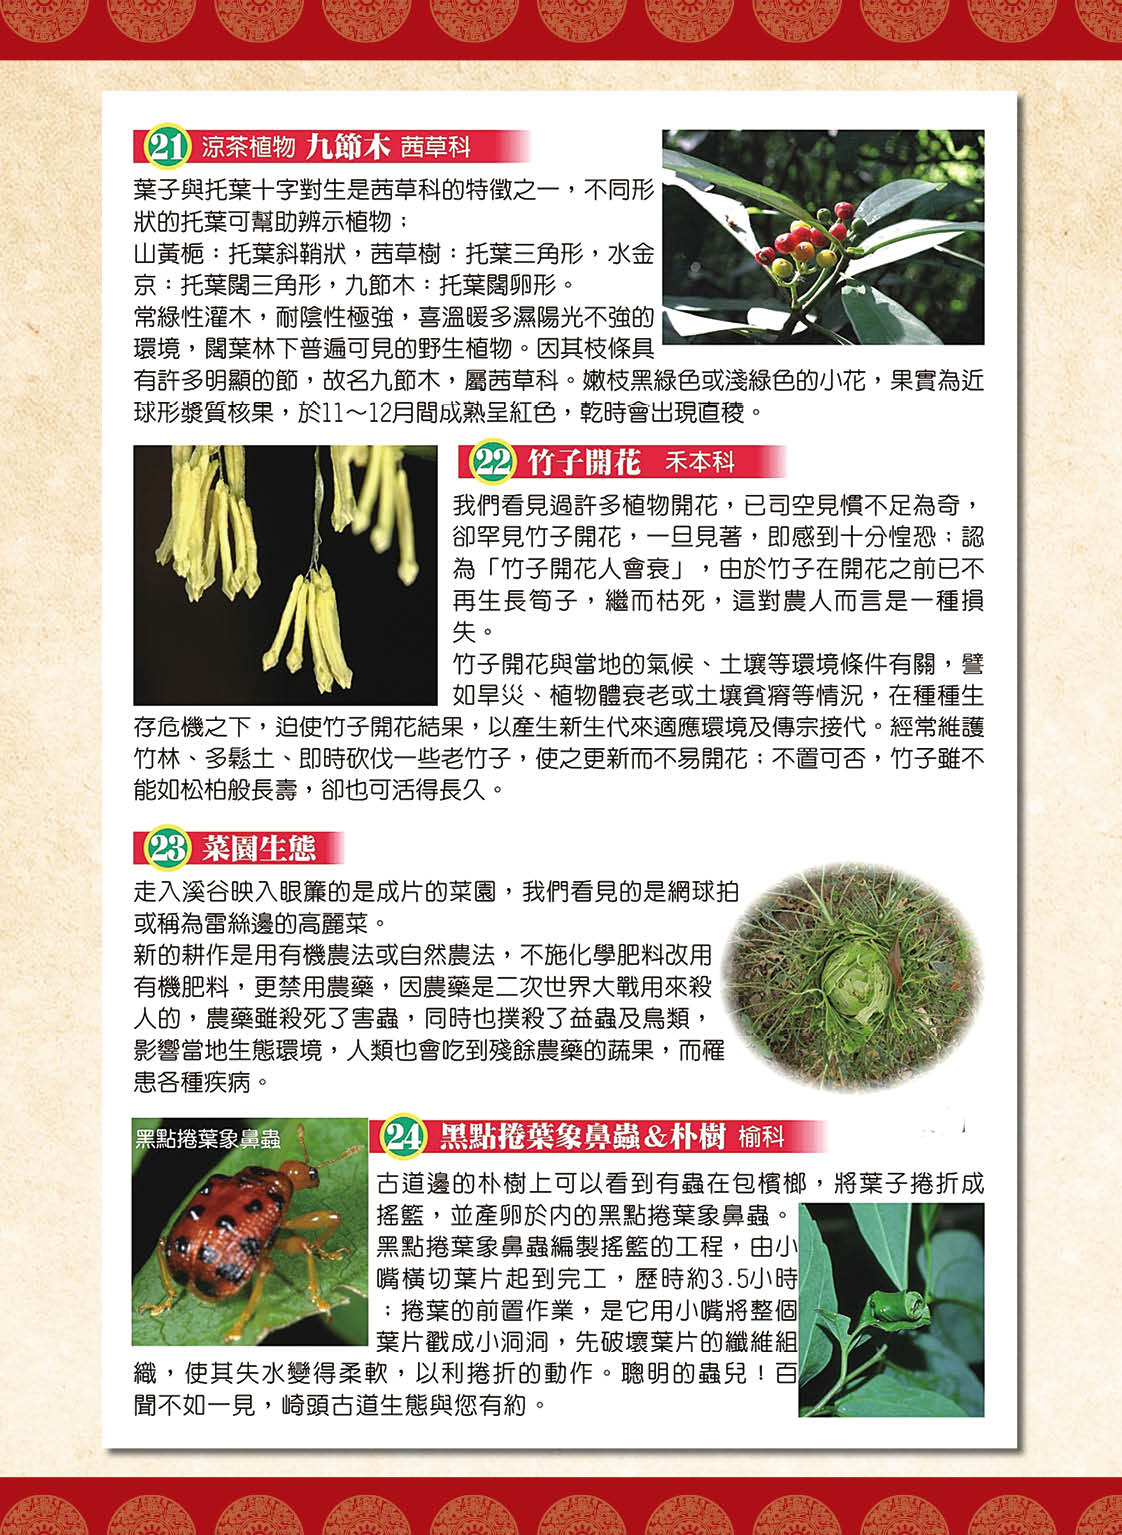 21 涼茶植物 九節木 茜草科
葉子與托葉十字對生是茜草科的特徵之一，不同形
狀的托葉可幫助辨示植物；
山黃梔：托葉斜鞘狀，茜草樹：托葉三角形，水金
京：托葉闊三角形，九節木：托葉闊卵形。
常綠性灌木，耐陰性極強，喜溫暖多濕陽光不強的
環境，闊葉林下普遍可見的野生植物。因其枝條具
有許多明顯的節，故名九節木，屬茜草科。嫩枝黑綠色或淺綠色的小花，果實為近
球形漿質核果，於11～12月間成熟呈紅色，乾時會出現直稜。
22 竹子開花 禾本科
我們看見過許多植物開花，已司空見慣不足為奇，
卻罕見竹子開花，一旦見著，即感到十分惶恐；認
為「竹子開花人會衰」，由於竹子在開花之前已不
再生長筍子，繼而枯死，這對農人而言是一種損
失。
竹子開花與當地的氣候、土壤等環境條件有關，譬
如旱災、植物體衰老或土壤貧瘠等情況，在種種生
存危機之下，迫使竹子開花結果，以產生新生代來適應環境及傳宗接代。經常維護
竹林、多鬆土、即時砍伐一些老竹子，使之更新而不易開花；不置可否，竹子雖不
能如松柏般長壽，卻也可活得長久。
23 菜園生態
走入溪谷映入眼簾的是成片的菜園，我們看見的是網球拍
或稱為雷絲邊的高麗菜。
新的耕作是用有機農法或自然農法，不施化學肥料改用
有機肥料，更禁用農藥，因農藥是二次世界大戰用來殺
人的，農藥雖殺死了害蟲，同時也撲殺了益蟲及鳥類，
影響當地生態環境，人類也會吃到殘餘農藥的蔬果，而罹
患各種疾病。
黑點捲葉象鼻蟲
24 黑點捲葉象鼻蟲＆朴樹 榆科
古道邊的朴樹上可以看到有蟲在包檳榔，將葉子捲折成
搖籃，並產卵於內的黑點捲葉象鼻蟲。
黑點捲葉象鼻蟲編製搖籃的工程，由小
嘴橫切葉片起到完工，歷時約3.5小時
；捲葉的前置作業，是它用小嘴將整個
葉片戳成小洞洞，先破壞葉片的纖維組
織，使其失水變得柔軟，以利捲折的動作。聰明的蟲兒！百
聞不如一見，崎頭古道生態與您有約。